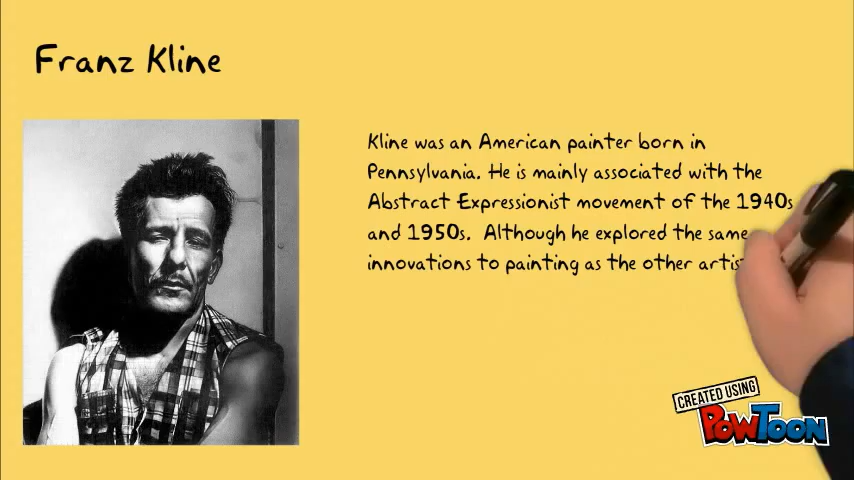 Franz Kline
Kline was an American painter born in
Pennsylvania. He is mainly associated with the
Abstract Expressionist movement of the 1940s
and 1950s. Although he explored the same
innovations to painting as the other
CREATED USING
POWTOON